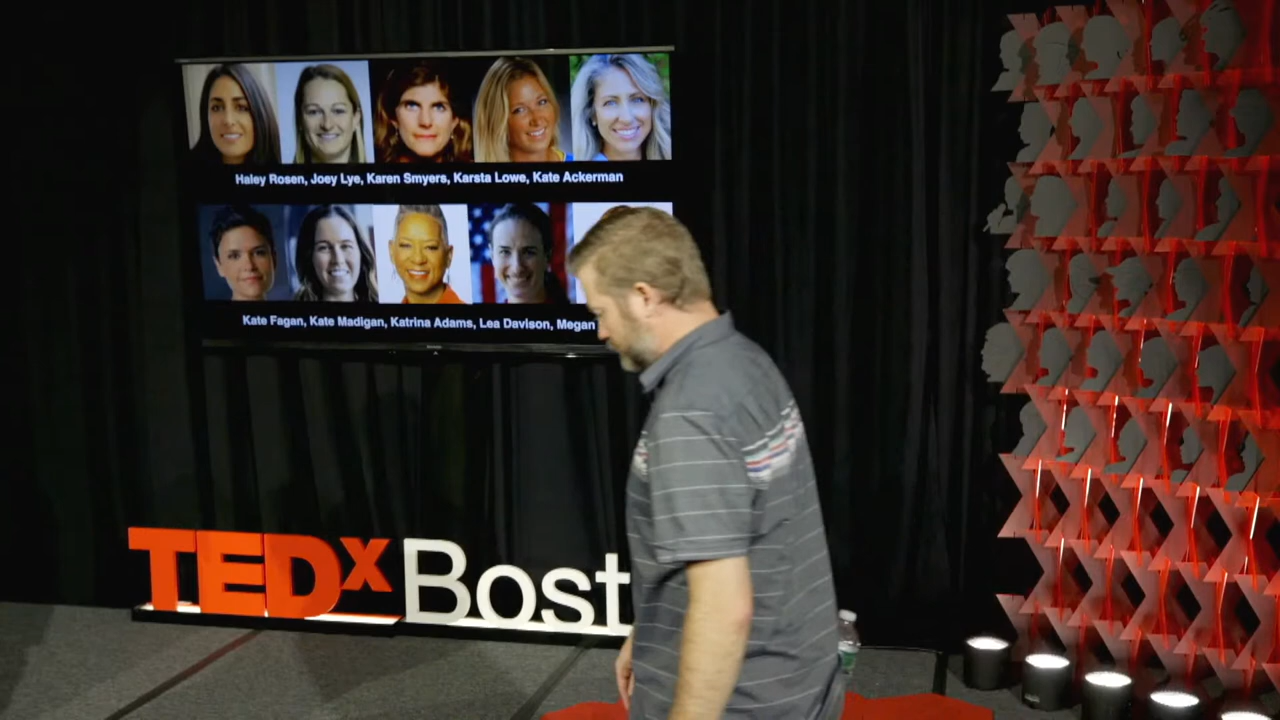 Haley Rosen, Joey Lye, Karen Smyers, Karsta Lowe, Kate Ackerman
Kate Fagan, Kate Madigan, Katrina Adams, Lea Davison, Megan
TEDxBost